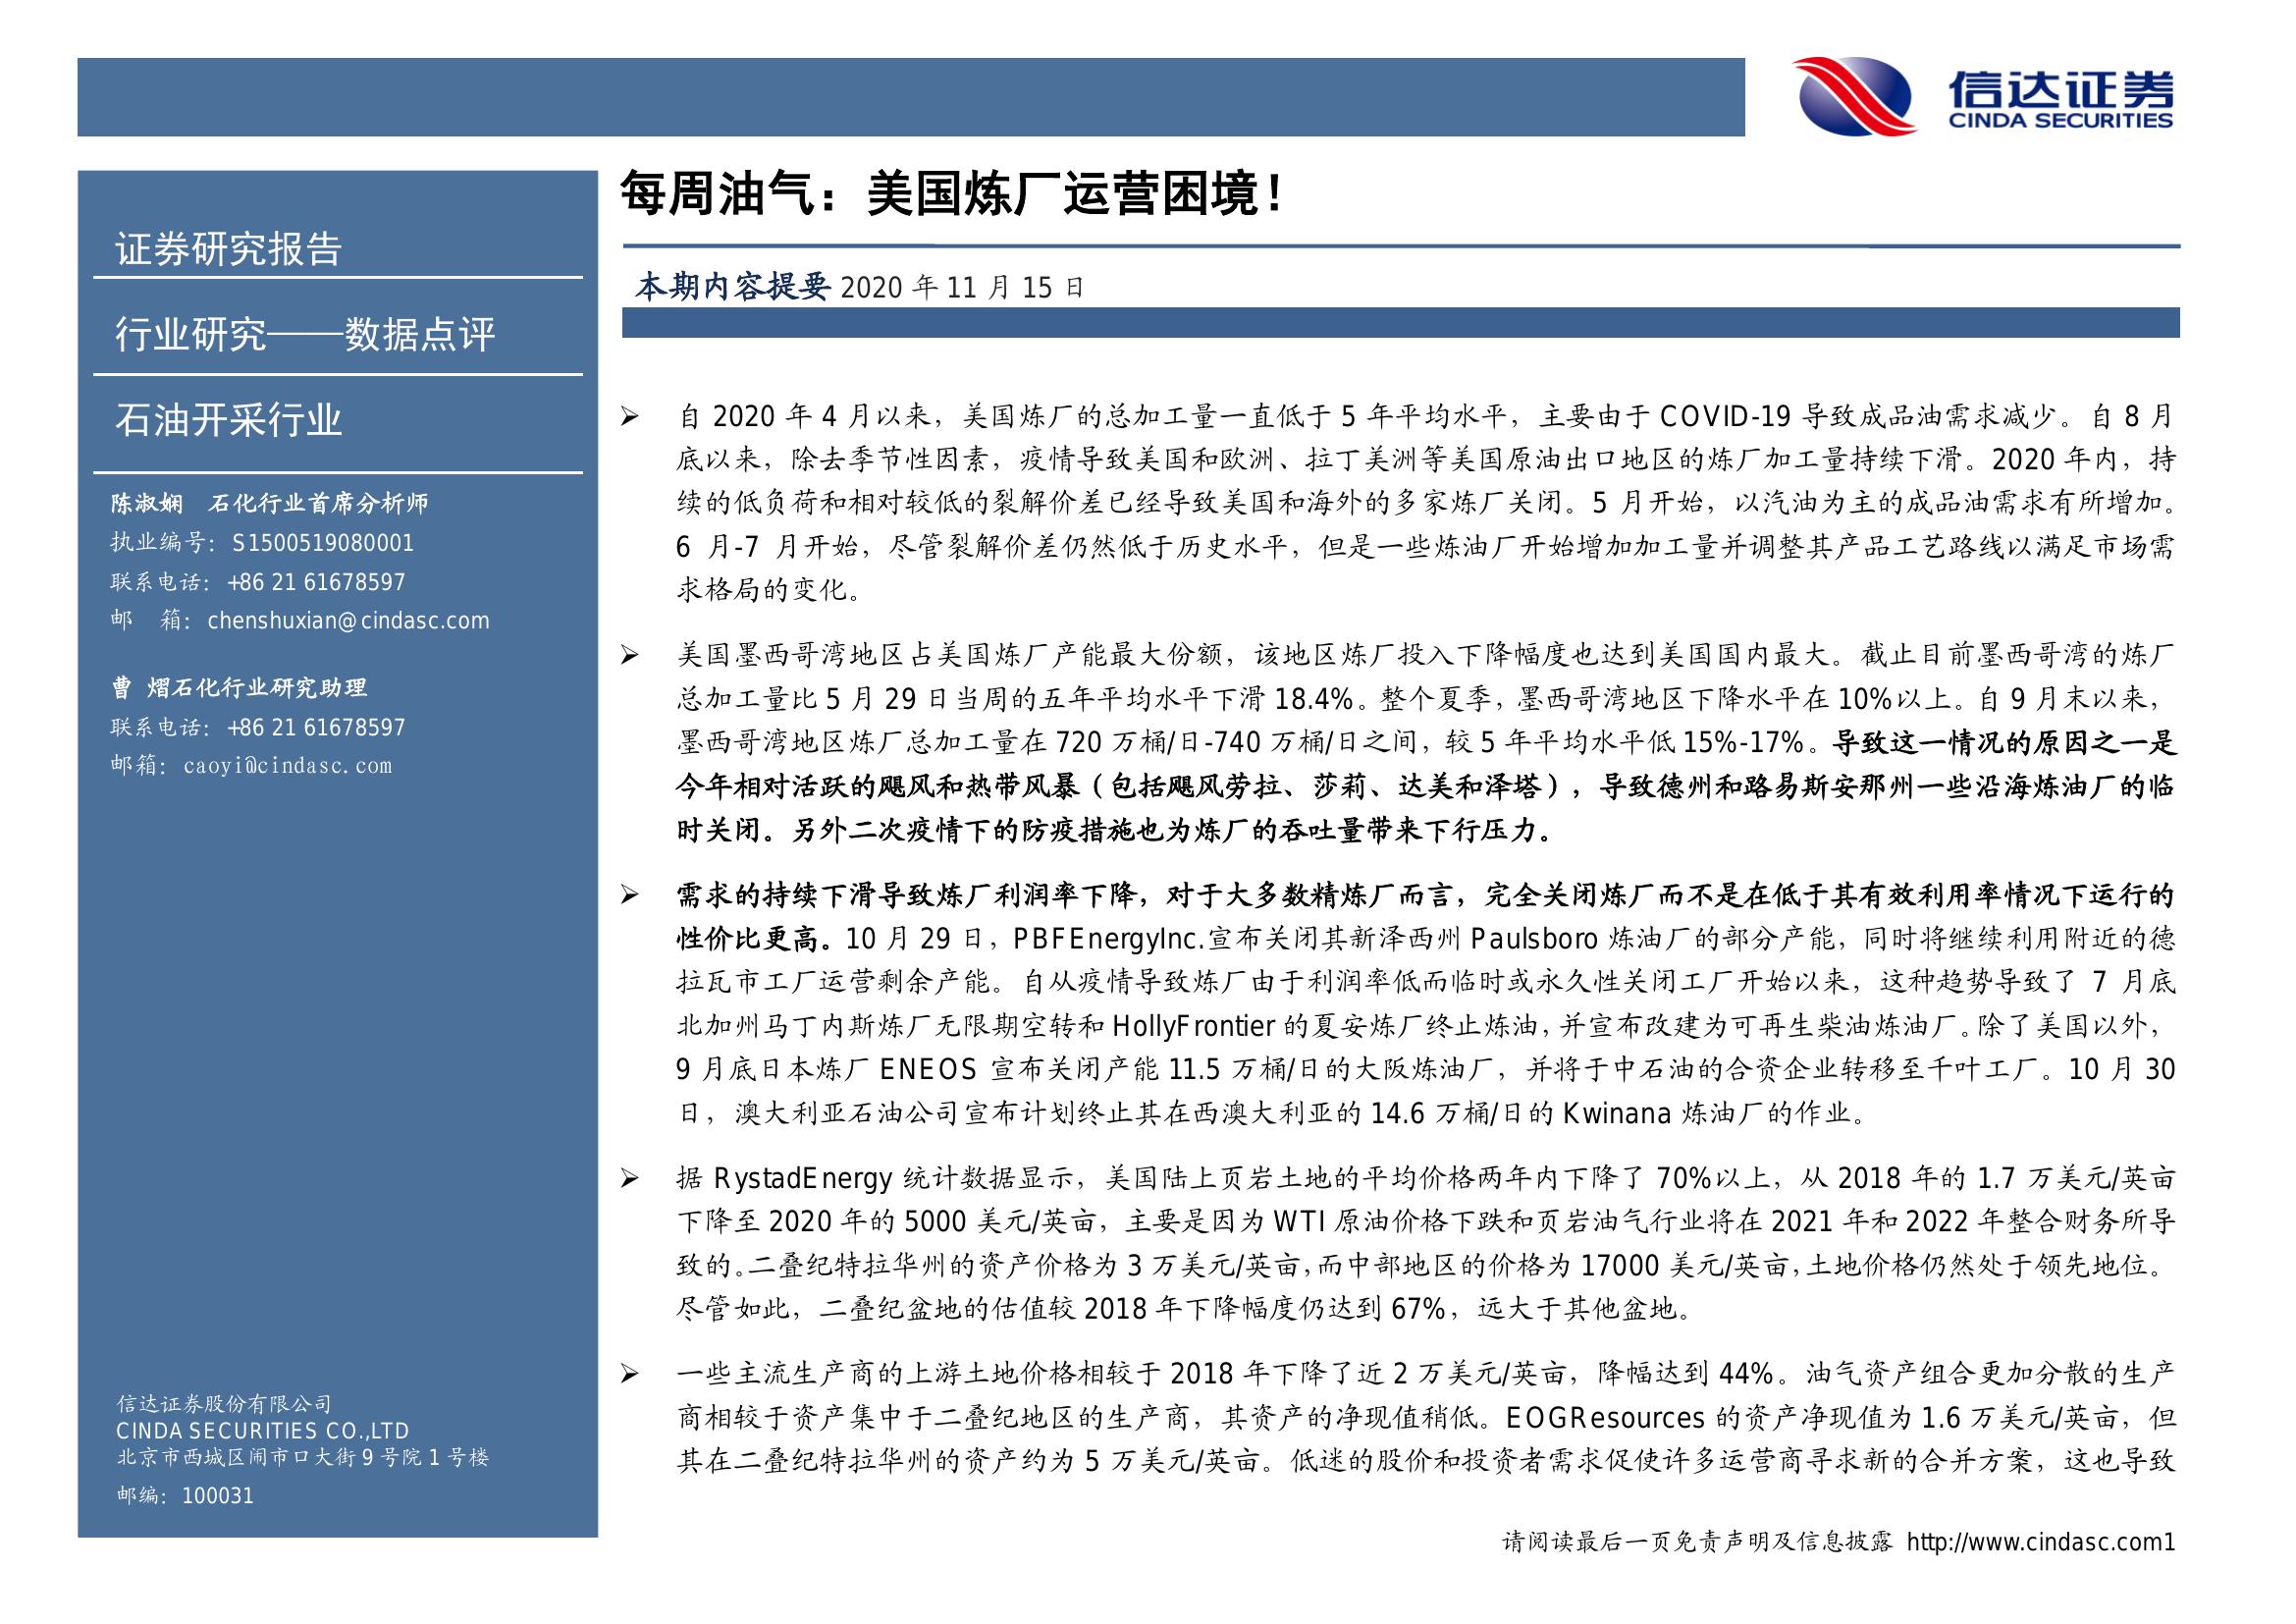 信达证券
CINDA SECURITIES
证券研究报告
行业研究——数据点评
石油开采行业
陈淑娴 石化行业首席分析师
执业编号：S1500519080001
联系电话：+86 21 61678597
邮 箱：chenshuxian@cindasc.com
曹 熠石化行业研究助理
联系电话：+86 21 61678597
邮箱：caoyi@cindasc.com
信达证券股份有限公司
CINDA SECURITIES CO.,LTD
北京市西城区闹市口大街9号院1号楼
邮编：100031
每周油气：美国炼厂运营困境！
本期内容提要 2020 年 11 月 15 日
➢ 自 2020 年 4 月以来，美国炼厂的总加工量一直低于 5 年平均水平，主要由于 COVID-19 导致成品油需求减少。自 8 月
底以来，除去季节性因素，疫情导致美国和欧洲、拉丁美洲等美国原油出口地区的炼厂加工量持续下滑。2020 年内，持
续的低负荷和相对较低的裂解价差已经导致美国和海外的多家炼厂关闭。5 月开始，以汽油为主的成品油需求有所增加。
6 月-7 月开始，尽管裂解价差仍然低于历史水平，但是一些炼油厂开始增加加工量并调整其产品工艺路线以满足市场需
求格局的变化。
➢ 美国墨西哥湾地区占美国炼厂产能最大份额，该地区炼厂投入下降幅度也达到美国国内最大。截止目前墨西哥湾的炼厂
总加工量比 5 月 29 日当周的五年平均水平下滑 18.4%。整个夏季，墨西哥湾地区下降水平在 10%以上。自 9 月末以来，
墨西哥湾地区炼厂总加工量在 720 万桶/日-740 万桶/日之间，较 5 年平均水平低 15%-17%。导致这一情况的原因之一是
今年相对活跃的飓风和热带风暴（包括飓风劳拉、莎莉、达美和泽塔），导致德州和路易斯安那州一些沿海炼油厂的临
时关闭。另外二次疫情下的防疫措施也为炼厂的吞吐量带来下行压力。
➢ 需求的持续下滑导致炼厂利润率下降，对于大多数精炼厂而言，完全关闭炼厂而不是在低于其有效利用率情况下运行的
性价比更高。10 月 29 日，PBFEnergyInc.宣布关闭其新泽西州 Paulsboro 炼油厂的部分产能，同时将继续利用附近的德
拉瓦市工厂运营剩余产能。自从疫情导致炼厂由于利润率低而临时或永久性关闭工厂开始以来，这种趋势导致了 7 月底
北加州马丁内斯炼厂无限期空转和 HollyFrontier 的夏安炼厂终止炼油，并宣布改建为可再生柴油炼油厂。除了美国以外，
9 月底日本炼厂 ENEOS 宣布关闭产能 11.5 万桶/日的大阪炼油厂，并将于中石油的合资企业转移至千叶工厂。10 月 30
日，澳大利亚石油公司宣布计划终止其在西澳大利亚的 14.6 万桶/日的 Kwinana 炼油厂的作业。
➢ 据 RystadEnergy 统计数据显示，美国陆上页岩土地的平均价格两年内下降了 70%以上，从 2018 年的 1.7 万美元/英亩
下降至 2020 年的 5000 美元/英亩，主要是因为 WTI 原油价格下跌和页岩油气行业将在 2021 年和 2022 年整合财务所导
致的。二叠纪特拉华州的资产价格为 3 万美元/英亩，而中部地区的价格为 17000 美元/英亩，土地价格仍然处于领先地位。
尽管如此，二叠纪盆地的估值较 2018 年下降幅度仍达到 67%，远大于其他盆地。
➢ 一些主流生产商的上游土地价格相较于 2018 年下降了近 2 万美元/英亩，降幅达到 44%。油气资产组合更加分散的生产
商相较于资产集中于二叠纪地区的生产商，其资产的净现值稍低。EOGResources 的资产净现值为 1.6 万美元/英亩，但
其在二叠纪特拉华州的资产约为 5 万美元/英亩。低迷的股价和投资者需求促使许多运营商寻求新的合并方案，这也导致
请阅读最后一页免责声明及信息披露 http://www.cindasc.com1